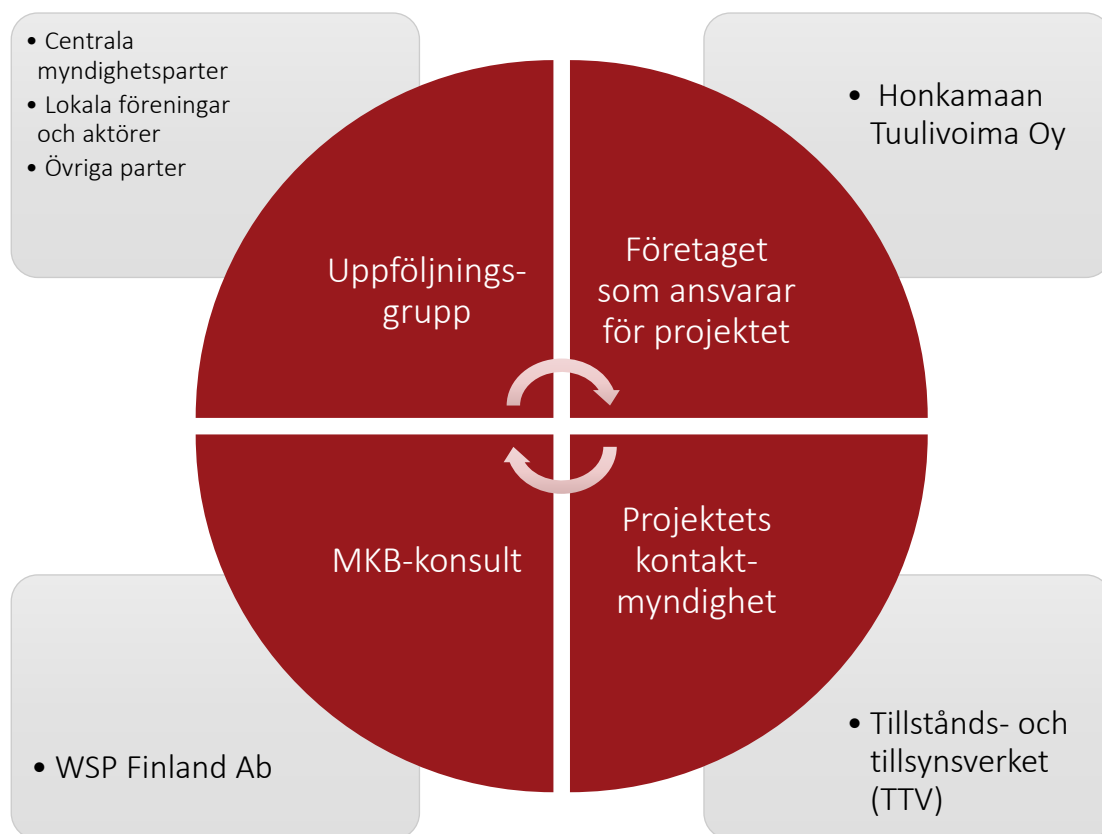 • Centrala
myndighetsparter
• Lokala föreningar
och aktörer
• Övriga parter
• Honkamaan
Tuulivoima Oy
Uppföljnings-
grupp
Företaget
som ansvarar
för projektet
MKB-konsult
Projektets
kontakt-
myndighet
• WSP Finland Ab
• Tillstånds- och
tillsynsverket
(TTV)